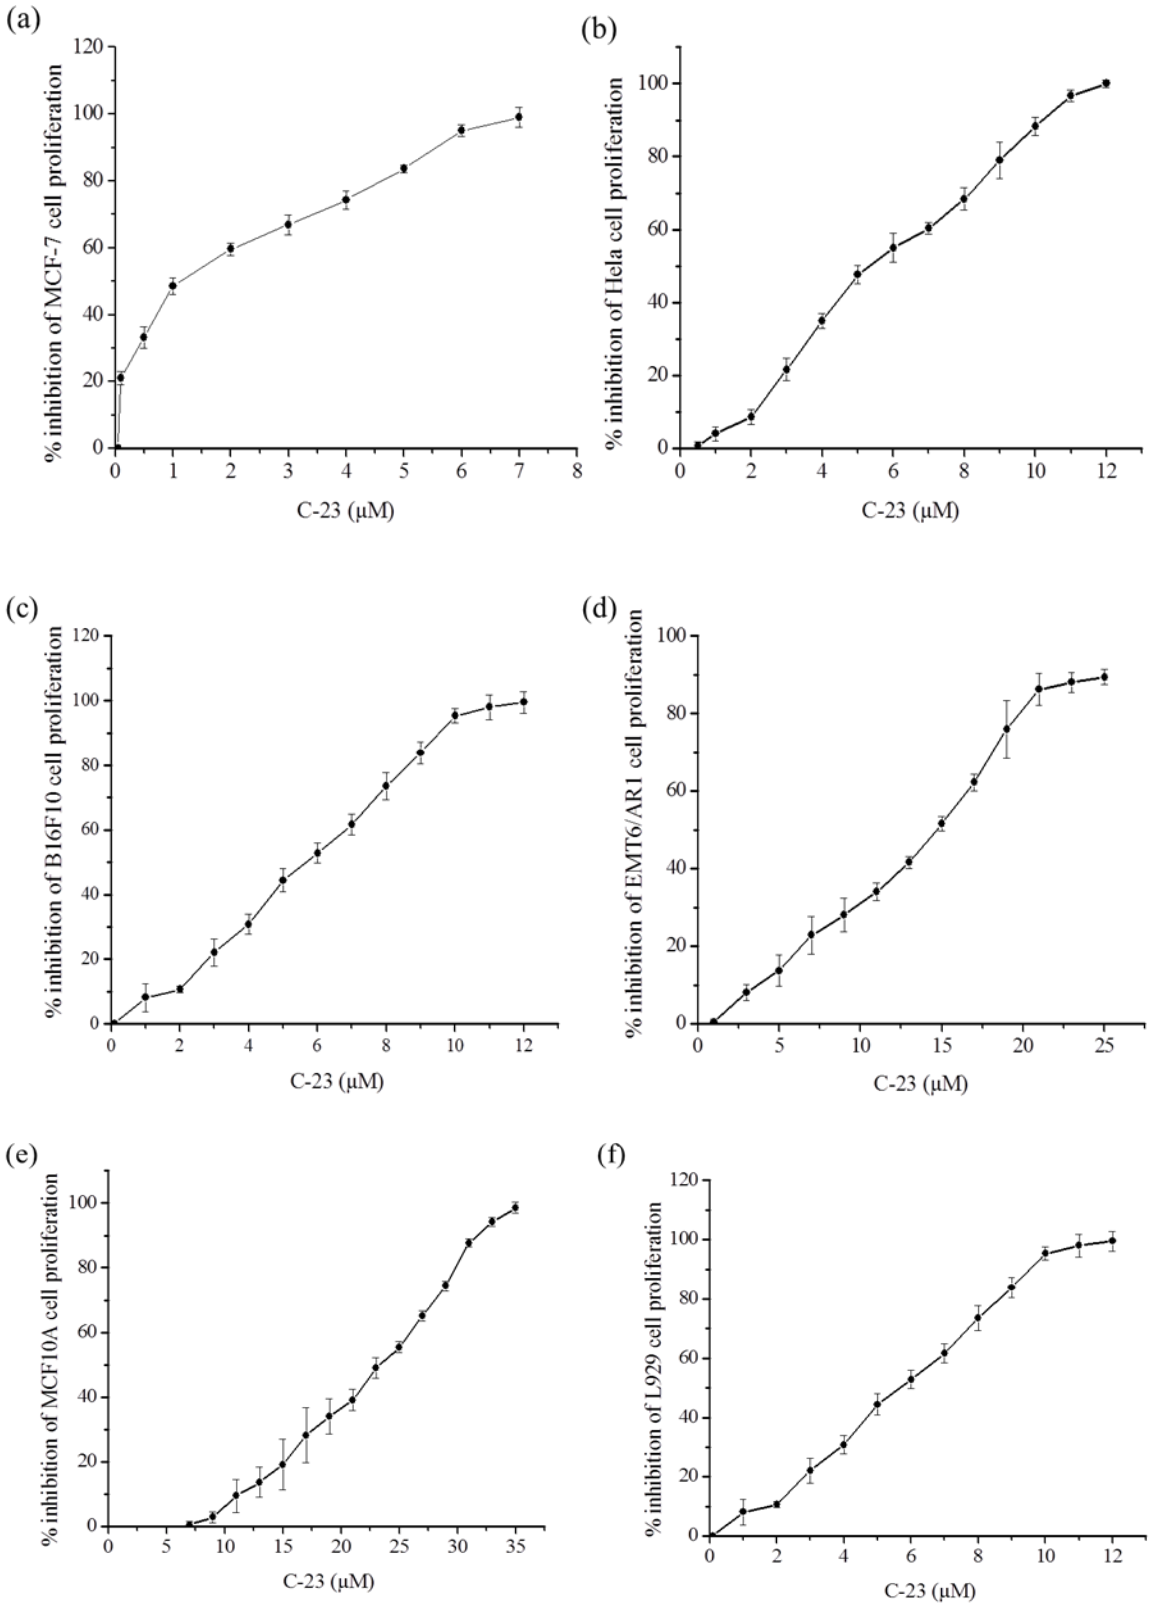 (a)
% inhibition of MCF-7 cell proliferation
120
100
80
60
40
20
0
0 1 2 3 4 5 6 7 8
C-23 (μM)
(b)
% inhibition of Hela cell proliferation
100
80
60
40
20
0
0 2 4 6 8 10 12
C-23 (μM)
(c)
% inhibition of B16F10 cell proliferation
120
100
80
60
40
20
0
0 2 4 6 8 10 12
C-23 (μM)
(d)
% inhibition of EMT6/AR1 cell proliferation
100
80
60
40
20
0
0 5 10 15 20 25
C-23 (μM)
(e)
% inhibition of MCF10A cell proliferation
100
80
60
40
20
0
0 5 10 15 20 25 30 35
C-23 (μM)
(f)
% inhibition of L929 cell proliferation
120
100
80
60
40
20
0
0 2 4 6 8 10 12
C-23 (μM)